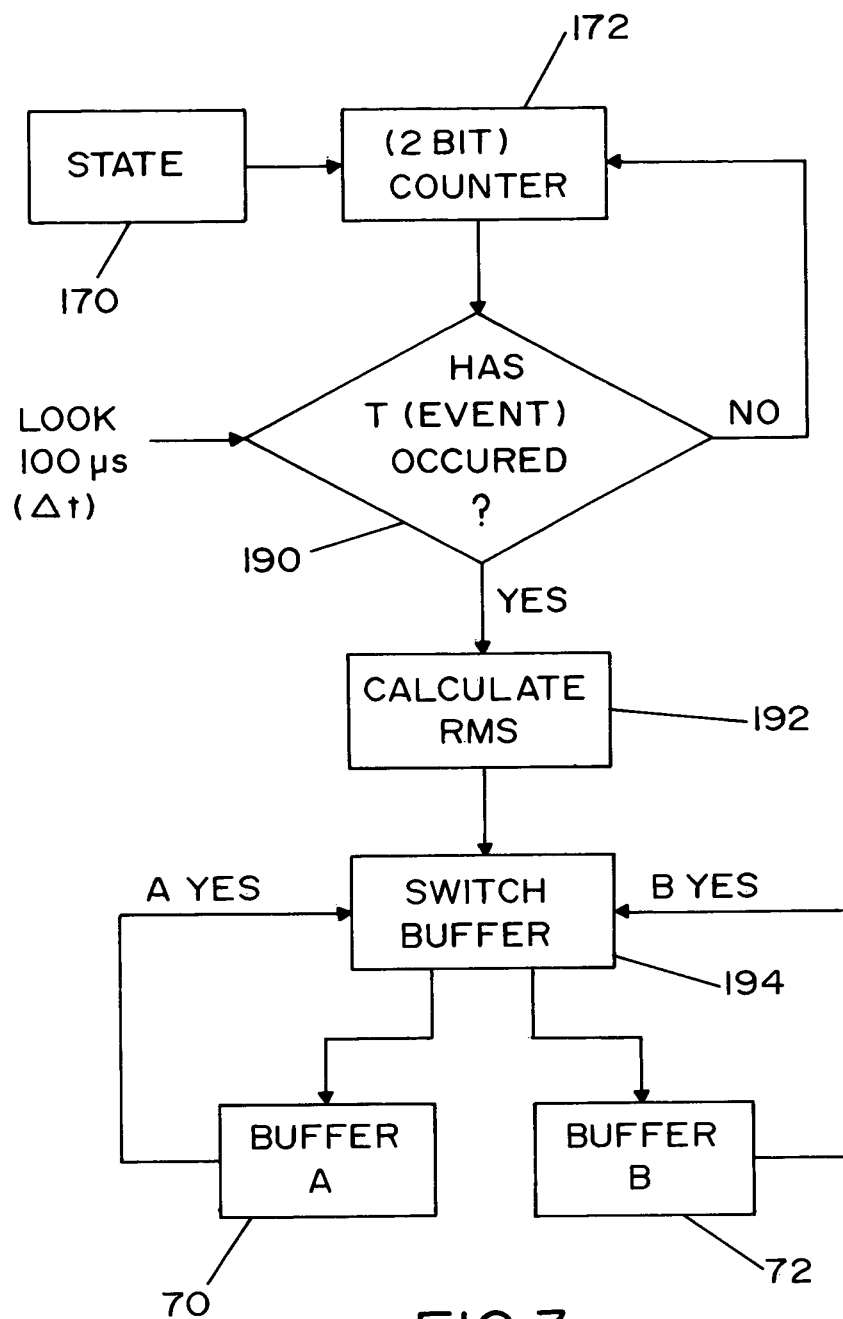 172
STATE
(2 BIT)
COUNTER
170
HAS
T (EVENT)
OCCURED
?
NO
LOOK
100 µs
(Δt)
190
YES
CALCULATE
RMS
192
A YES
SWITCH
BUFFER
B YES
194
BUFFER
A
BUFFER
B
70
72